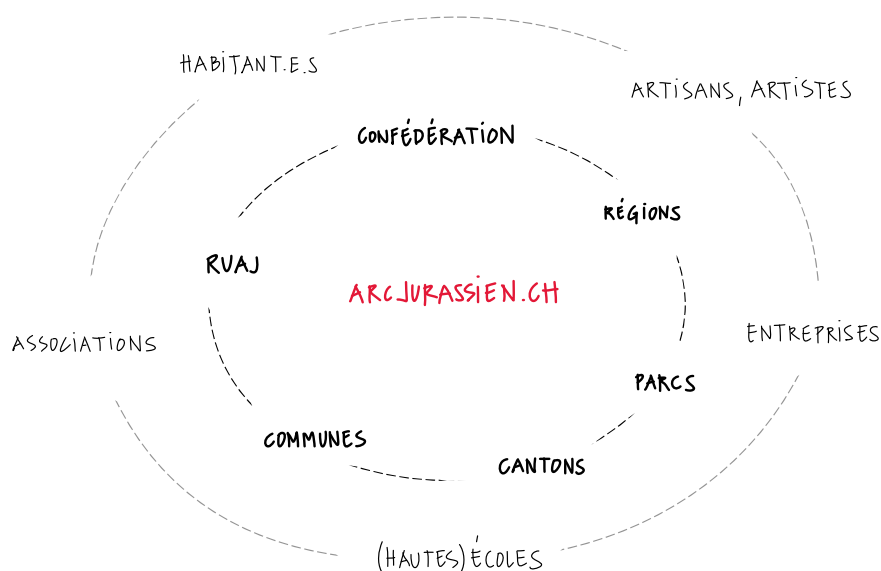 HABITANT.E.S
ARTISANS, ARTISTES
CONFÉDÉRATION
RÉGIONS
RUAJ
ARCJURASSIEN.CH
ASSOCIATIONS
ENTREPRISES
PARCS
COMMUNES
CANTONS
(HAUTES) ÉCOLES